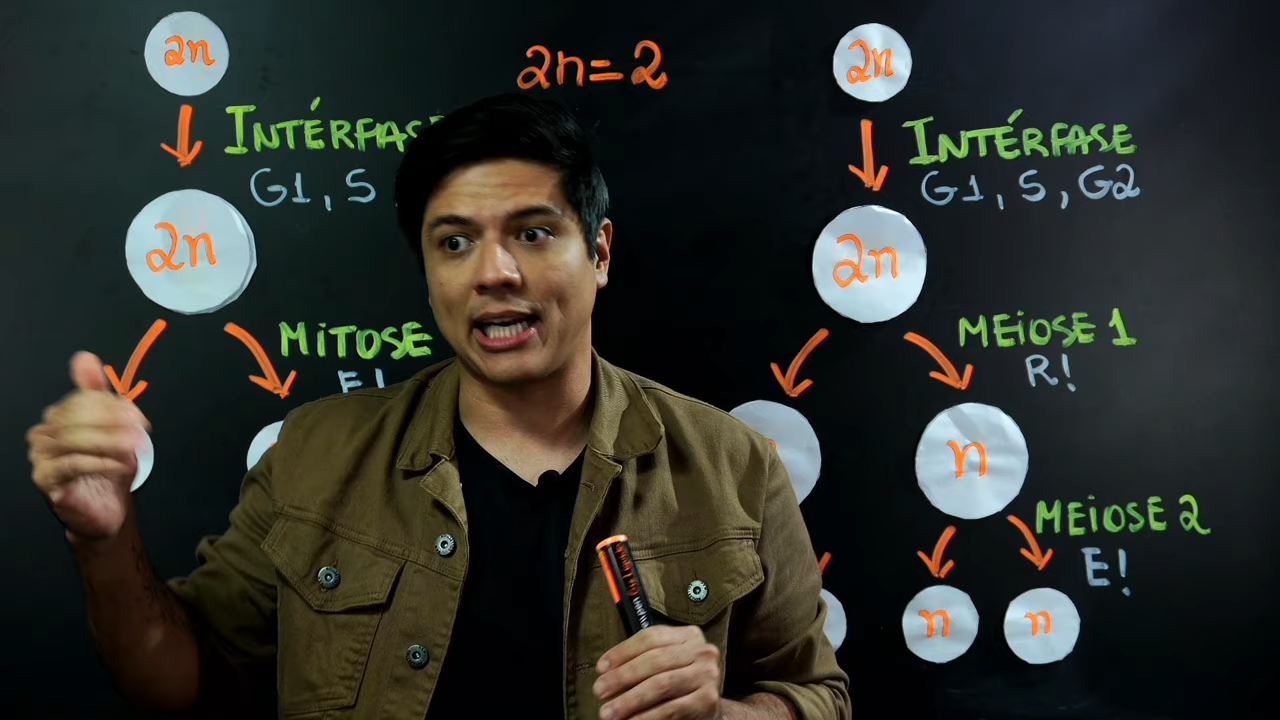 2n
INTÉRFASE
G1, S
2n
MITOSE
E!
2n=2
2n
INTÉRFASE
G1, S, G2
2n
MEIOSE 1
R!
n
MEIOSE 2
E!
n
n